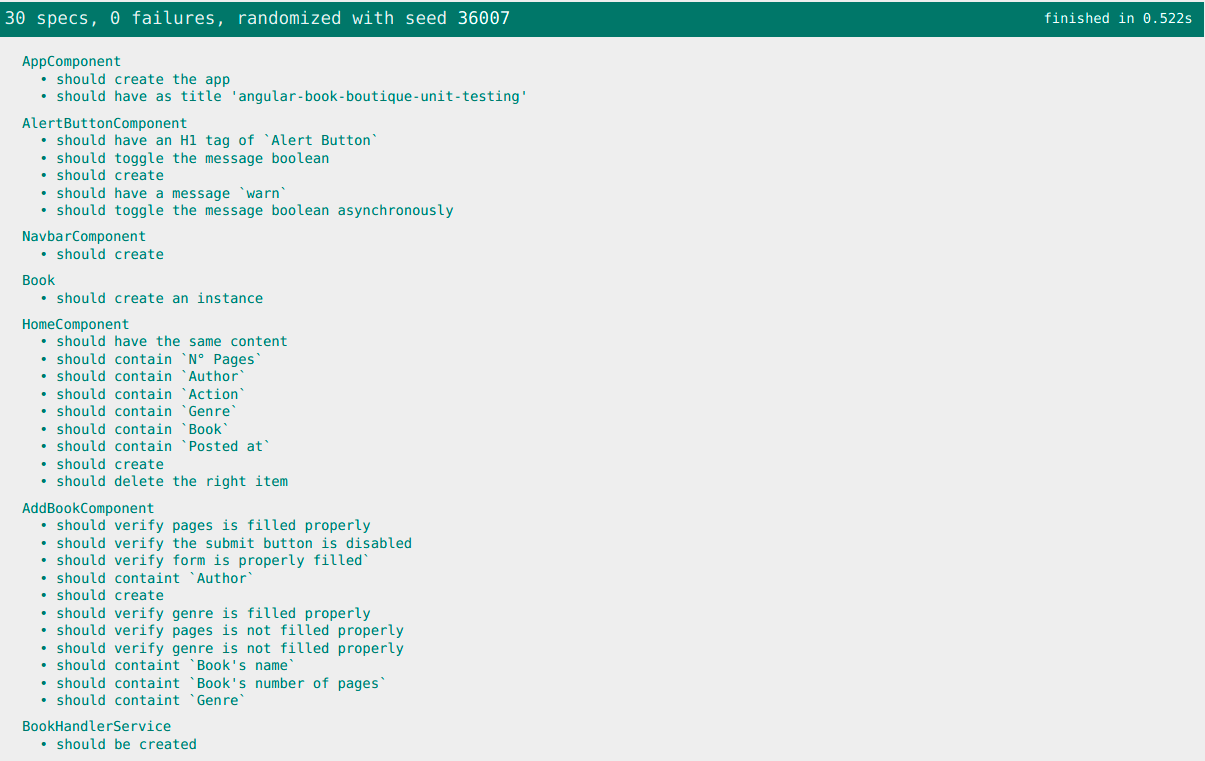 30 specs, 0 failures, randomized with seed 36007
finished in 0.522s
AppComponent
• should create the app
• should have as title 'angular-book-boutique-unit-testing'
AlertButtonComponent
• should have an H1 tag of `Alert Button`
• should toggle the message boolean
• should create
• should have a message `warn`
• should toggle the message boolean asynchronously
NavbarComponent
• should create
Book
• should create an instance
HomeComponent
• should have the same content
• should contain `N° Pages`
• should contain `Author`
• should contain `Action`
• should contain `Genre`
• should contain `Book`
• should contain `Posted at`
• should create
• should delete the right item
AddBookComponent
• should verify pages is filled properly
• should verify the submit button is disabled
• should verify form is properly filled`
• should containt `Author`
• should create
• should verify genre is filled properly
• should verify pages is not filled properly
• should verify genre is not filled properly
• should containt `Book's name`
• should containt `Book's number of pages`
• should containt `Genre`
BookHandlerService
• should be created